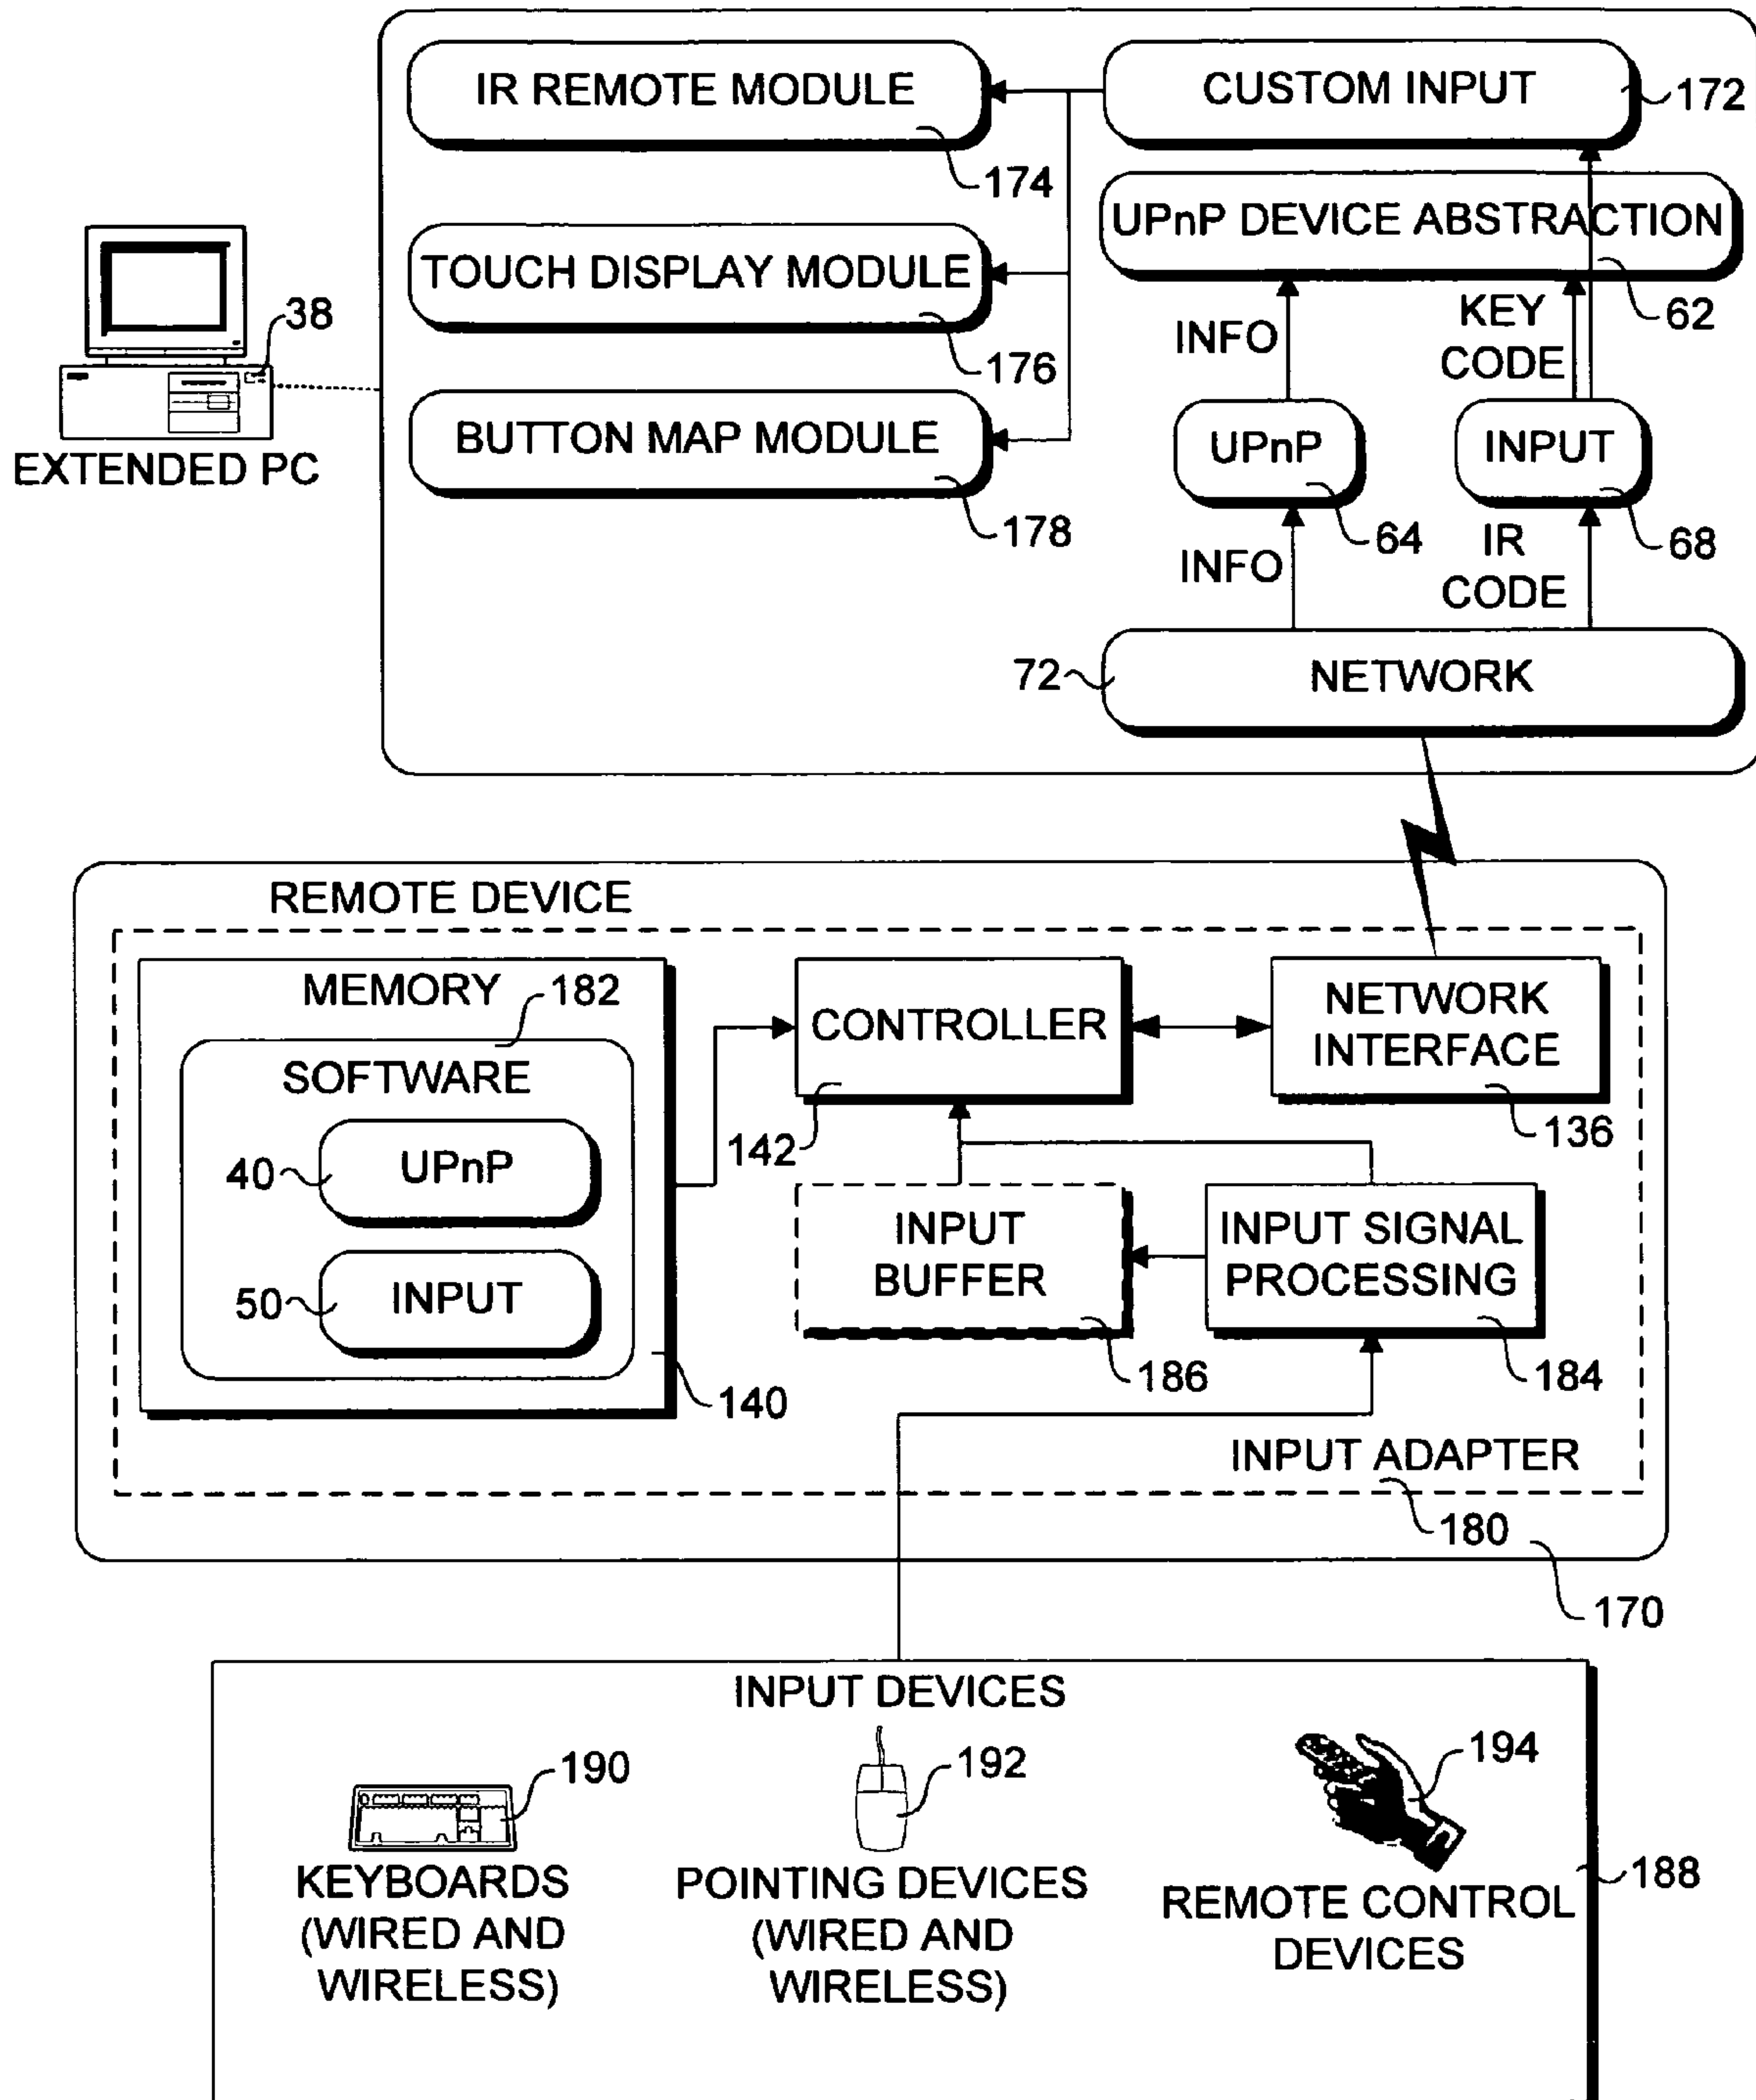 IR REMOTE MODULE
174
CUSTOM INPUT
172
UPnP DEVICE ABSTRACTION
62
TOUCH DISPLAY MODULE
176
BUTTON MAP MODULE
178
38
EXTENDED PC
INFO
KEY
CODE
UPnP
64
INPUT
68
INFO
IR
CODE
72
NETWORK
REMOTE DEVICE
MEMORY
182
SOFTWARE
40
UPnP
50
INPUT
140
CONTROLLER
142
NETWORK
INTERFACE
136
INPUT
BUFFER
186
INPUT SIGNAL
PROCESSING
184
INPUT ADAPTER
180
170
INPUT DEVICES
190
KEYBOARDS
(WIRED AND
WIRELESS)
192
POINTING DEVICES
(WIRED AND
WIRELESS)
194
REMOTE CONTROL
DEVICES
188